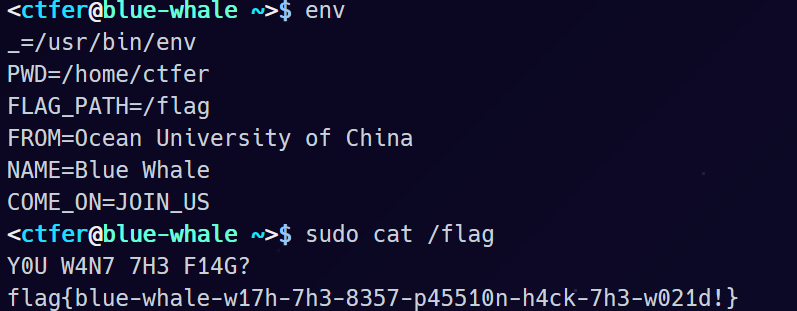 <ctfer@blue-whale ~>$ env
_=/usr/bin/env
PWD=/home/ctfer
FLAG_PATH=/flag
FROM=Ocean University of China
NAME=Blue Whale
COME_ON=JOIN_US
<ctfer@blue-whale ~>$ sudo cat /flag
Y0U W4N7 7H3 F14G?
flag{blue-whale-w17h-7h3-8357-p45510n-h4ck-7h3-w021d!}